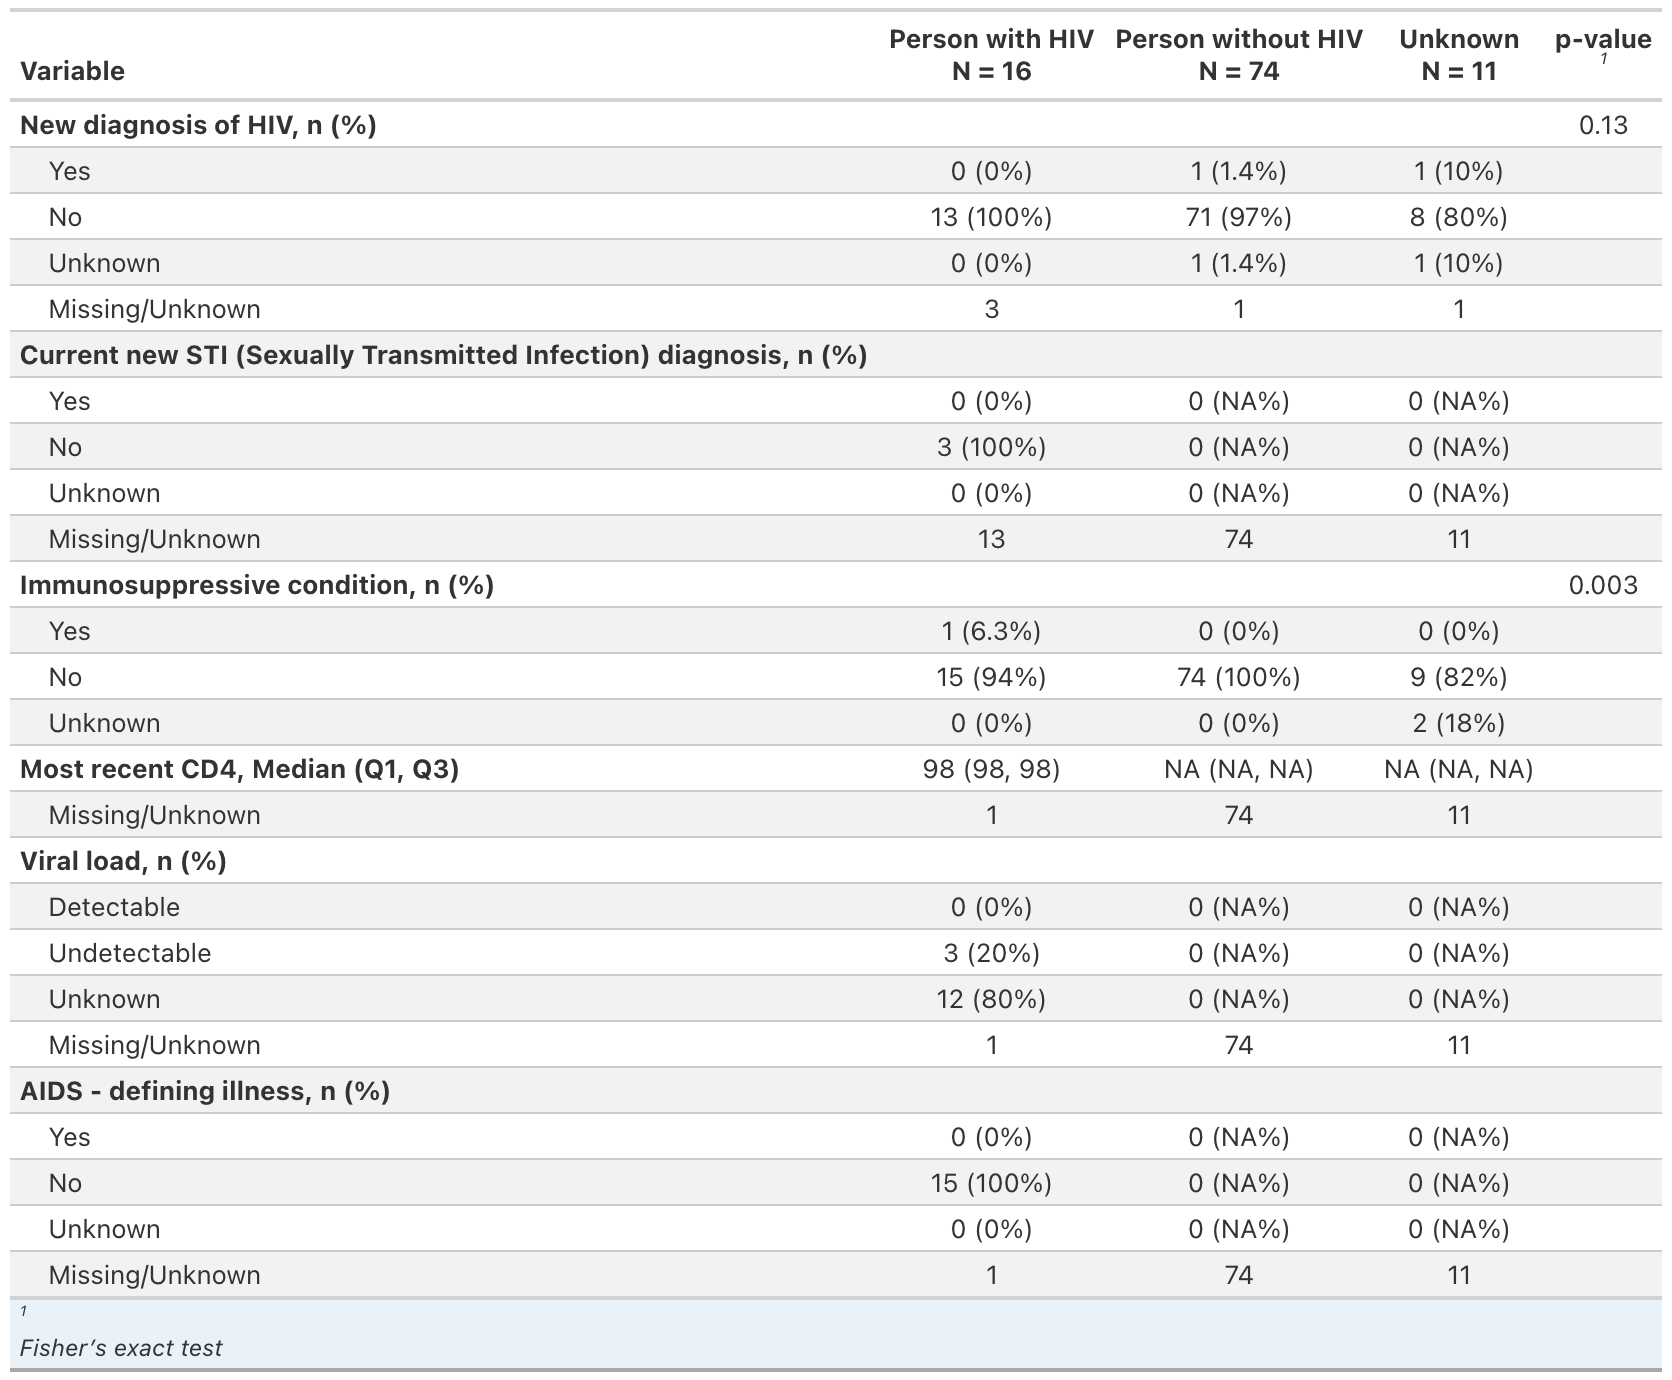 Variable Person with HIV N = 16 Person without HIV N = 74 Unknown N = 11 p-value 1
New diagnosis of HIV, n (%) 0.13
Yes 0 (0%) 1 (1.4%) 1 (10%)
No 13 (100%) 71 (97%) 8 (80%)
Unknown 0 (0%) 1 (1.4%) 1 (10%)
Missing/Unknown 3 1 1
Current new STI (Sexually Transmitted Infection) diagnosis, n (%)
Yes 0 (0%) 0 (NA%) 0 (NA%)
No 3 (100%) 0 (NA%) 0 (NA%)
Unknown 0 (0%) 0 (NA%) 0 (NA%)
Missing/Unknown 13 74 11
Immunosuppressive condition, n (%) 0.003
Yes 1 (6.3%) 0 (0%) 0 (0%)
No 15 (94%) 74 (100%) 9 (82%)
Unknown 0 (0%) 0 (0%) 2 (18%)
Most recent CD4, Median (Q1, Q3) 98 (98, 98) NA (NA, NA) NA (NA, NA)
Missing/Unknown 1 74 11
Viral load, n (%)
Detectable 0 (0%) 0 (NA%) 0 (NA%)
Undetectable 3 (20%) 0 (NA%) 0 (NA%)
Unknown 12 (80%) 0 (NA%) 0 (NA%)
Missing/Unknown 1 74 11
AIDS - defining illness, n (%)
Yes 0 (0%) 0 (NA%) 0 (NA%)
No 15 (100%) 0 (NA%) 0 (NA%)
Unknown 0 (0%) 0 (NA%) 0 (NA%)
Missing/Unknown 1 74 11
1
Fisher's exact test